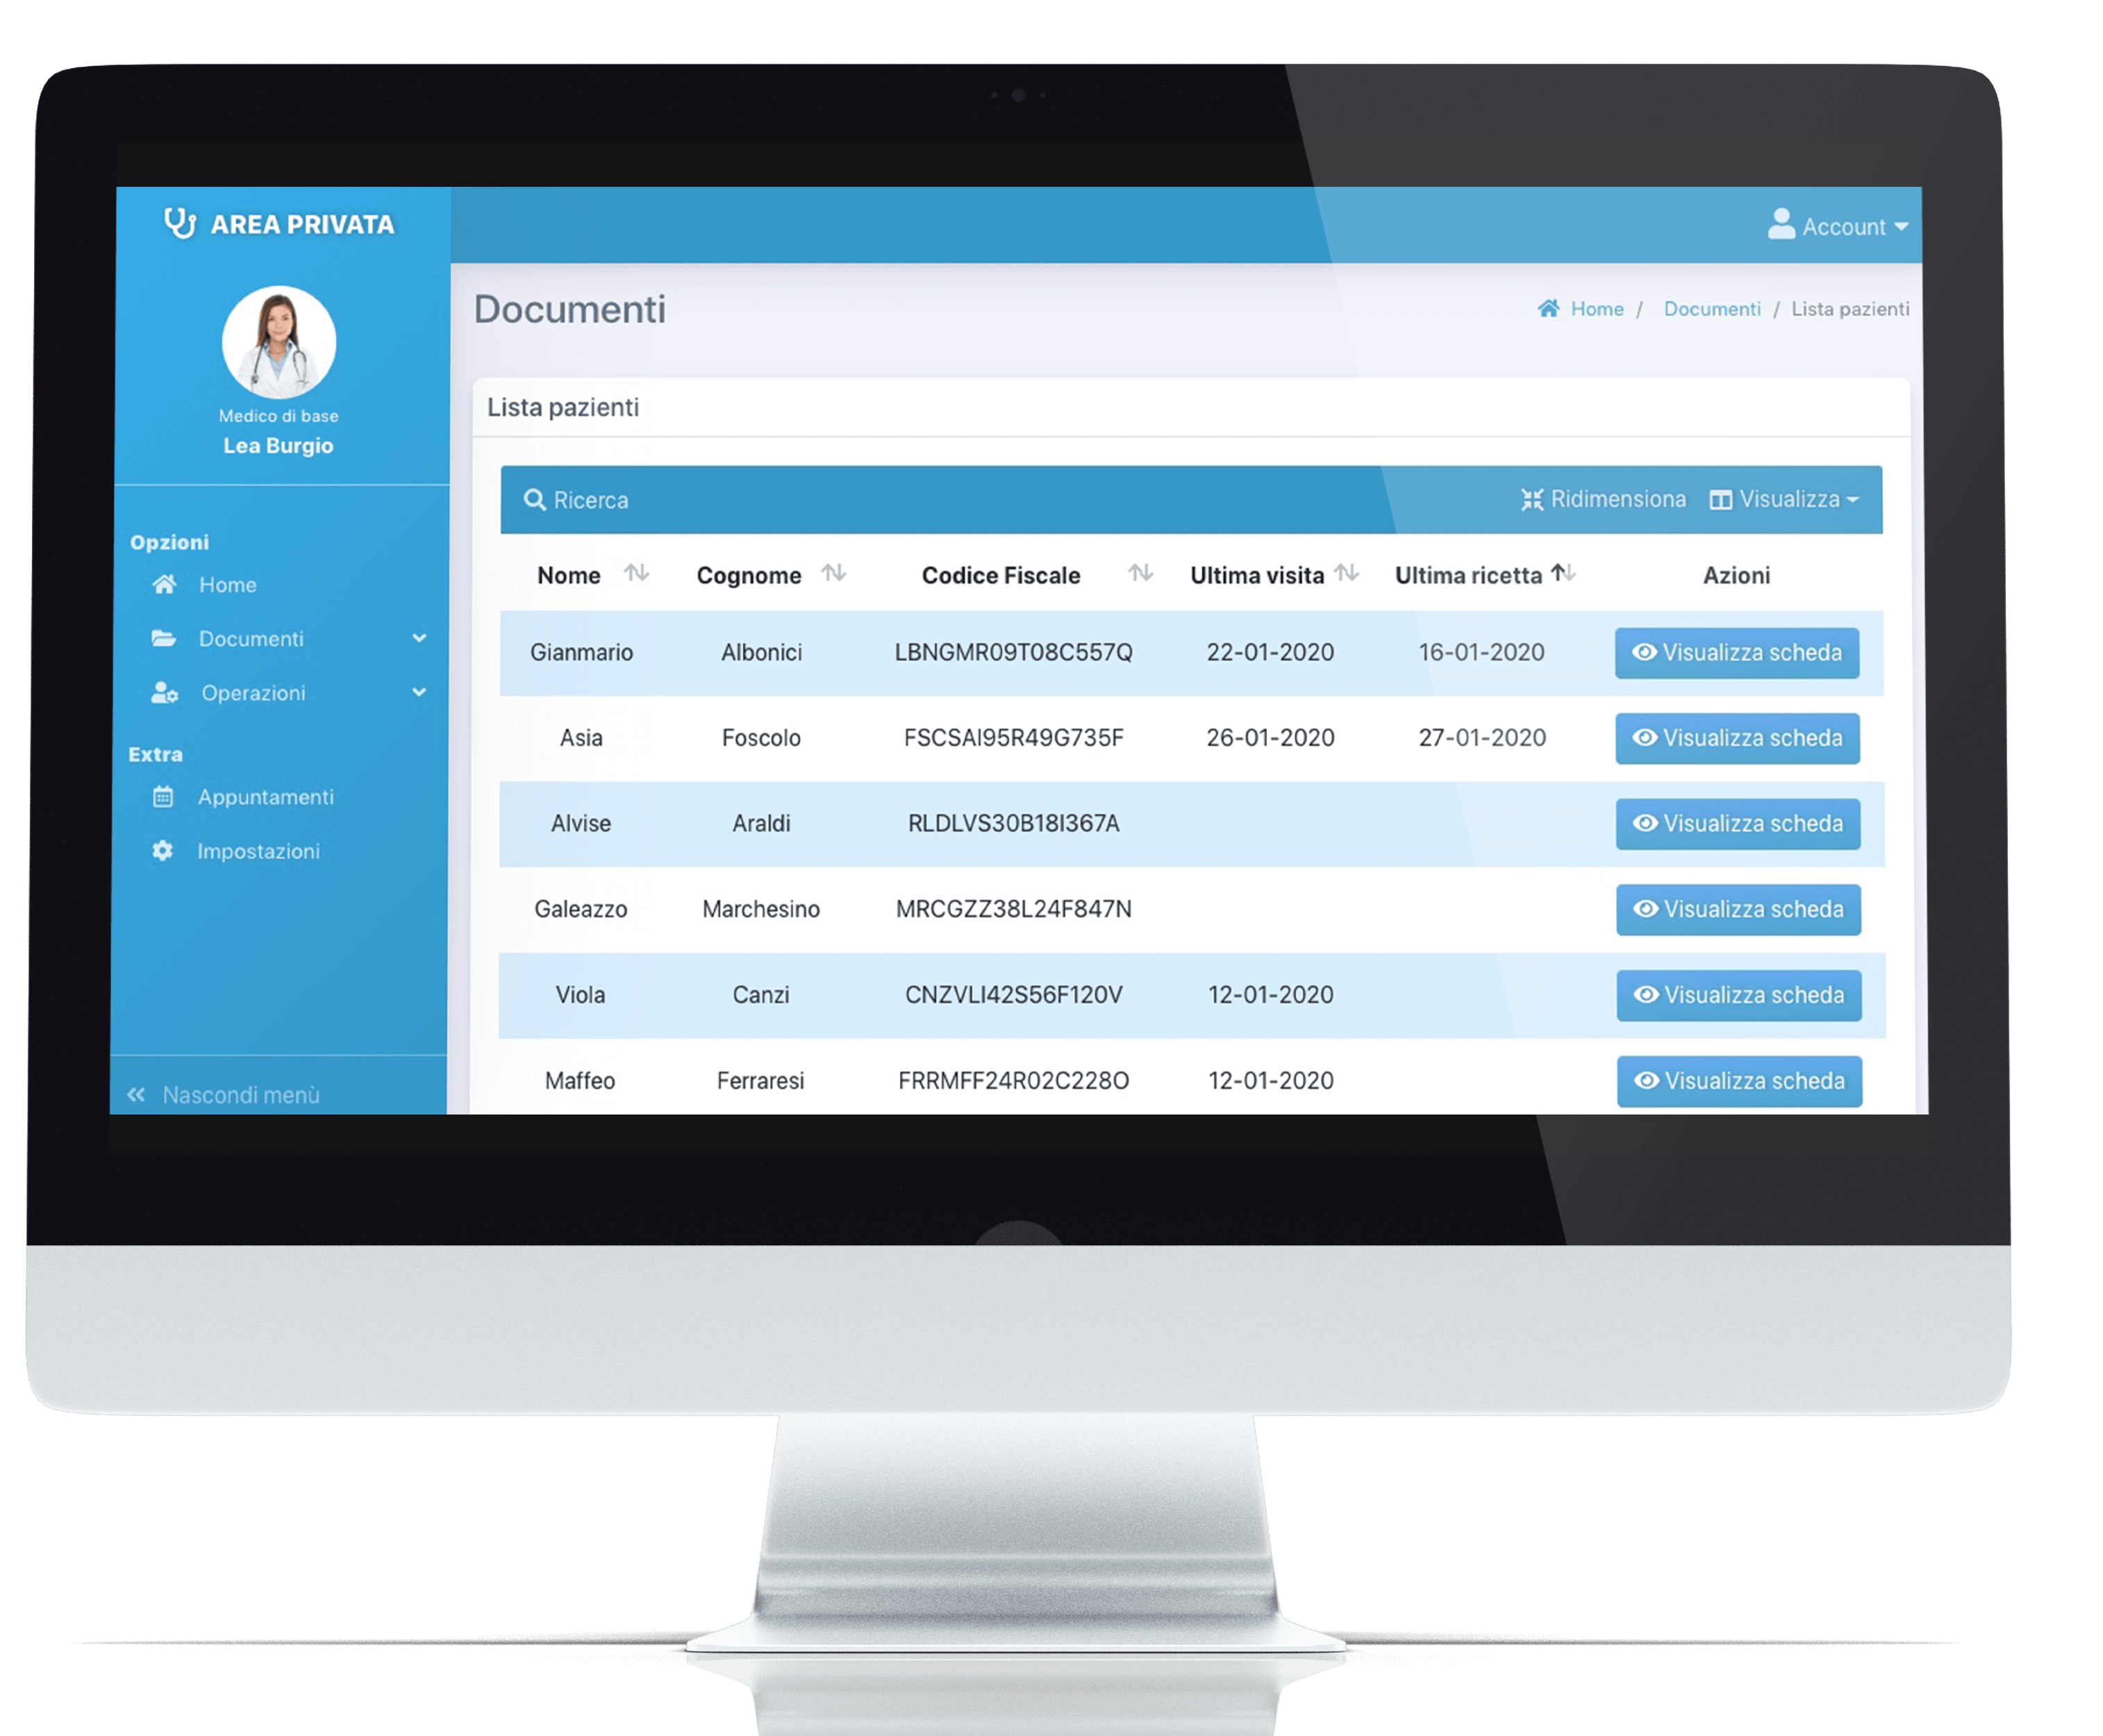 AREA PRIVATA
Account
Medico di base
Lea Burgio
Opzioni
Home
Documenti
Operazioni
Extra
Appuntamenti
Impostazioni
Nascondi menù
Documenti
Home / Documenti / Lista pazienti
Lista pazienti
Ricerca Ridimensiona Visualizza
Nome Cognome Codice Fiscale Ultima visita Ultima ricetta Azioni
Gianmario Albonici LBNGMR09T08C557Q 22-01-2020 16-01-2020 Visualizza scheda
Asia Foscolo FSCSAI95R49G735F 26-01-2020 27-01-2020 Visualizza scheda
Alvise Araldi RLDLVS30B18I367A Visualizza scheda
Galeazzo Marchesino MRCGZZ38L24F847N Visualizza scheda
Viola Canzi CNZVLI42S56F120V 12-01-2020 Visualizza scheda
Maffeo Ferraresi FRRMFF24R02C228O 12-01-2020 Visualizza scheda